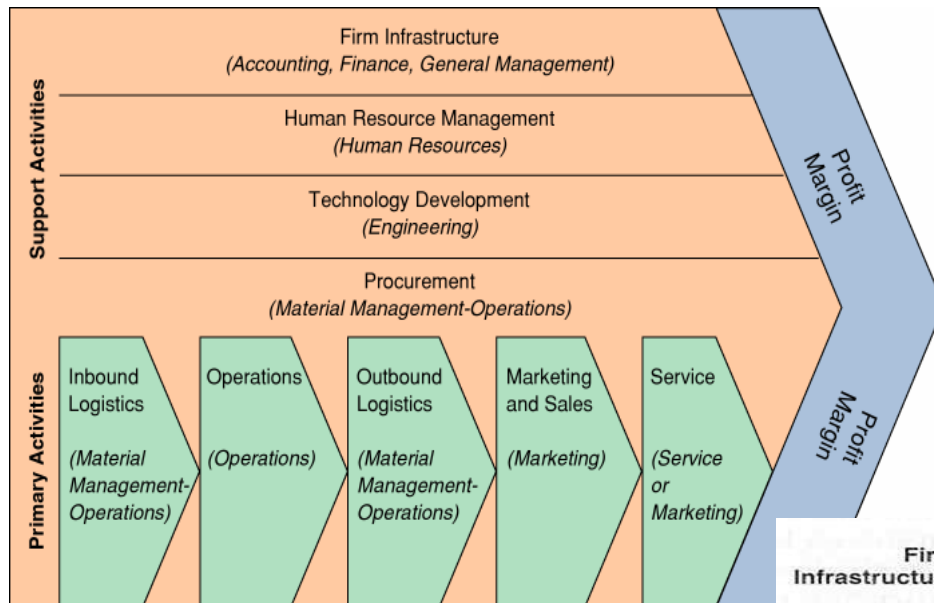 Support Activities
Firm Infrastructure
(Accounting, Finance, General Management)
Human Resource Management
(Human Resources)
Technology Development
(Engineering)
Procurement
(Material Management-Operations)
Primary Activities
Inbound
Logistics
(Material
Management-
Operations)
Operations
(Operations)
Outbound
Logistics
(Material
Management-
Operations)
Marketing
and Sales
(Marketing)
Service
(Service
or
Marketing)
Profit
Margin
Profit
Margin
Fir
Infrastructu